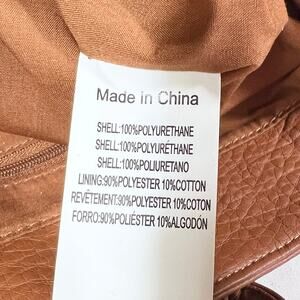 Made in China
SHELL:100%POLYURETHANE
SHELL:100%POLYURÉTHANE
SHELL:100%POLIURETANO
LINING:90%POLYESTER 10%COTTON
REVÊTEMENT:90%POLYESTER 10%COTON
FORRO:90%POLIÉSTER 10%ALGODÓN